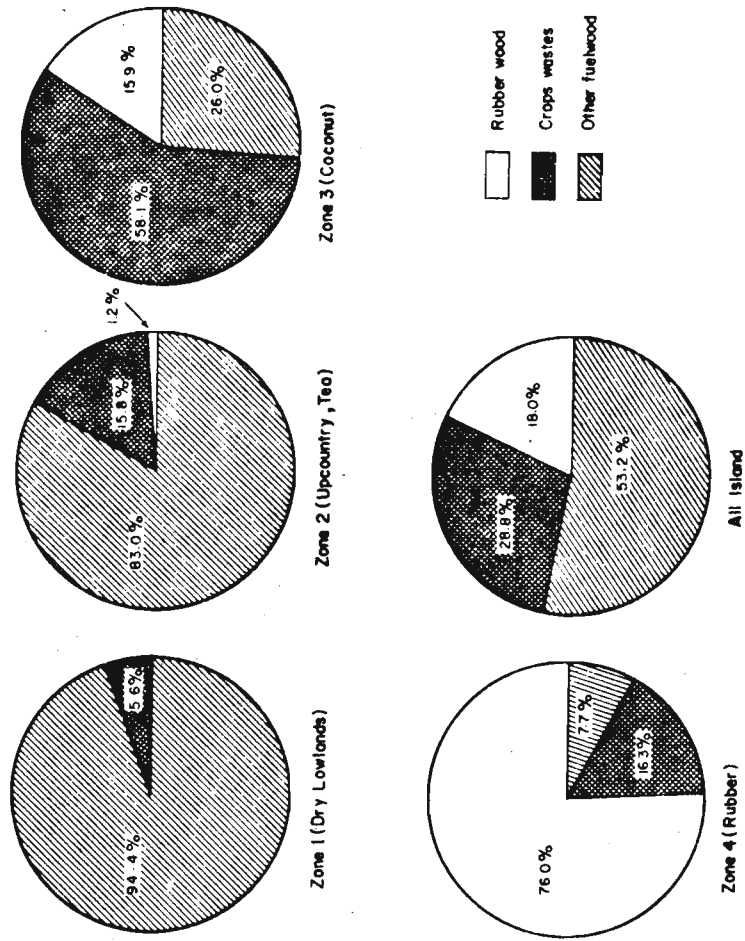 94.4%
5.6%
Zone 1 (Dry Lowlands)
83.0%
15.8%
1.2%
Zone 2 (Upcountry, Tea)
58.1%
15.9%
26.0%
Zone 3 (Coconut)
76.0%
7.7%
16.3%
Zone 4 (Rubber)
28.8%
18.0%
53.2%
All Island
Rubber wood
Crops wastes
Other fuelwood